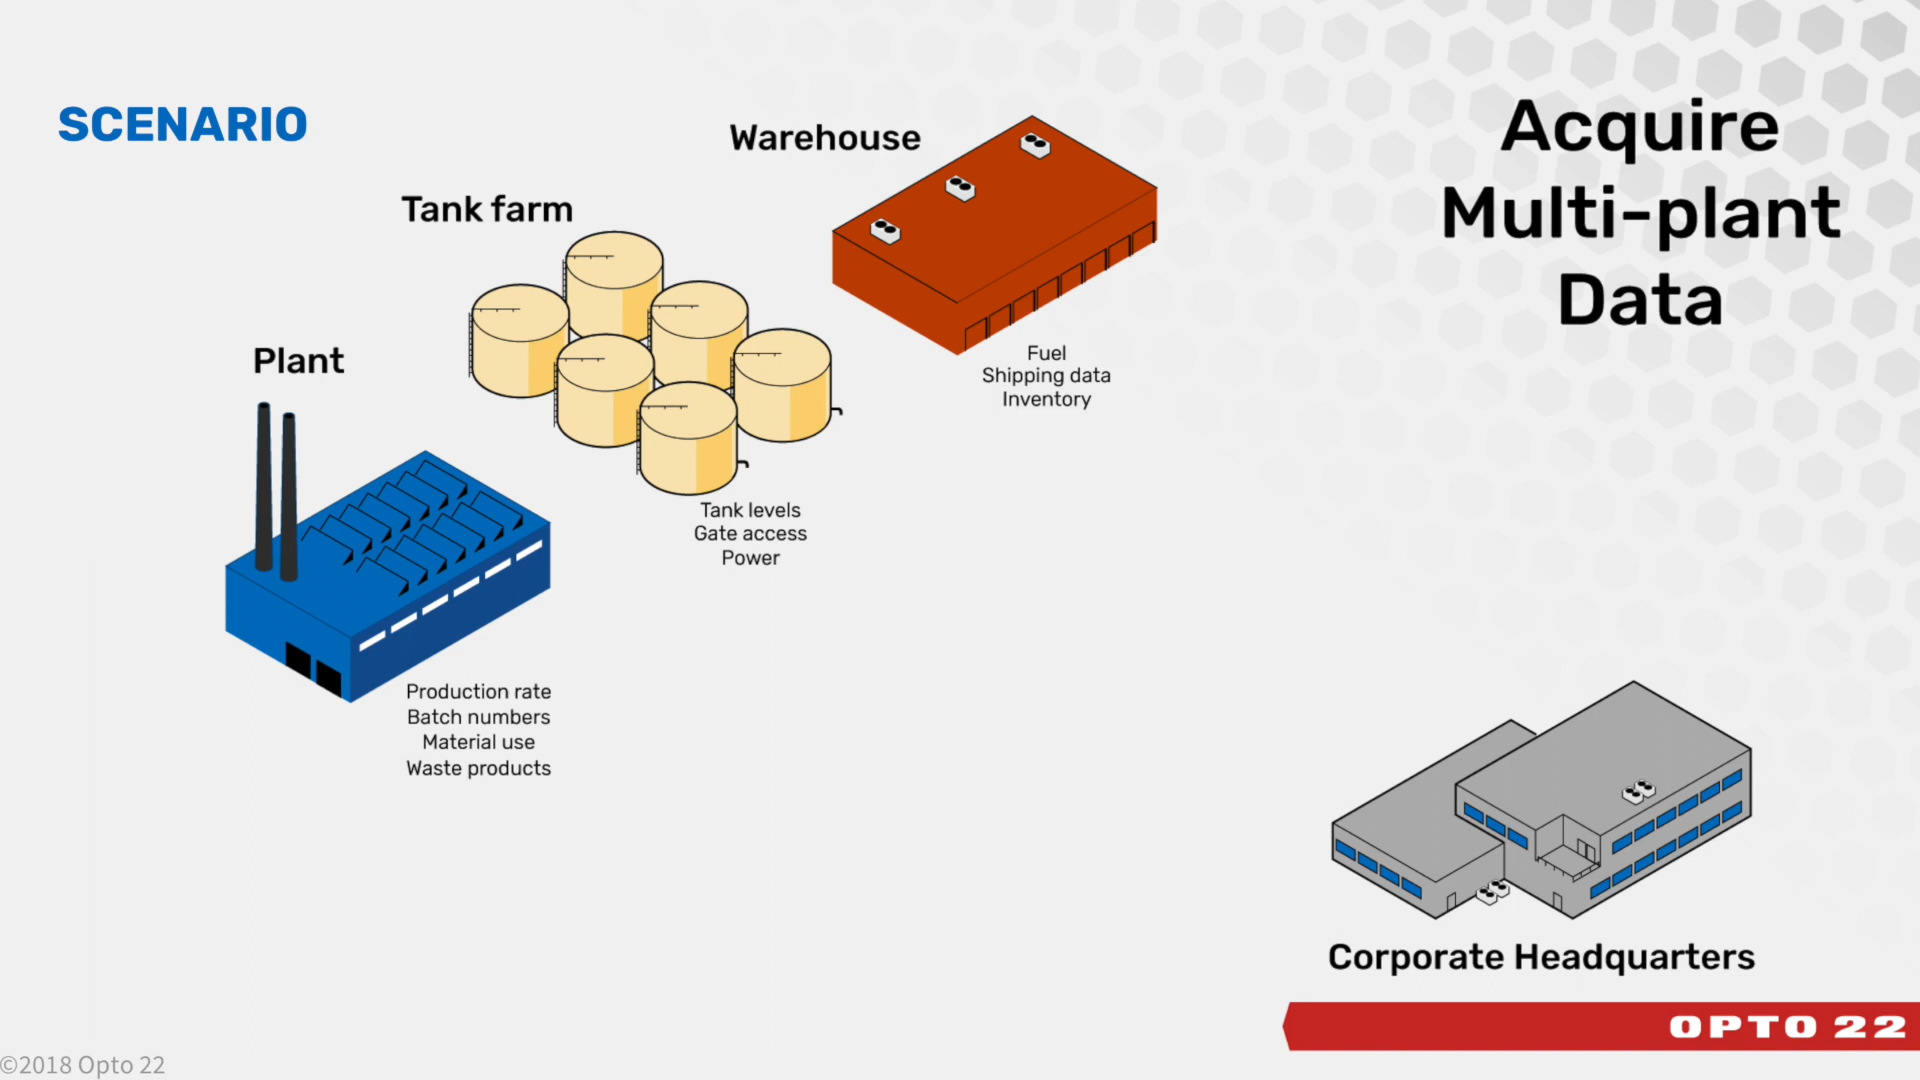 SCENARIO
Acquire
Multi-plant
Data
Warehouse
Fuel
Shipping data
Inventory
Tank farm
Tank levels
Gate access
Power
Plant
Production rate
Batch numbers
Material use
Waste products
Corporate Headquarters
OPTO 22
©2018 Opto 22